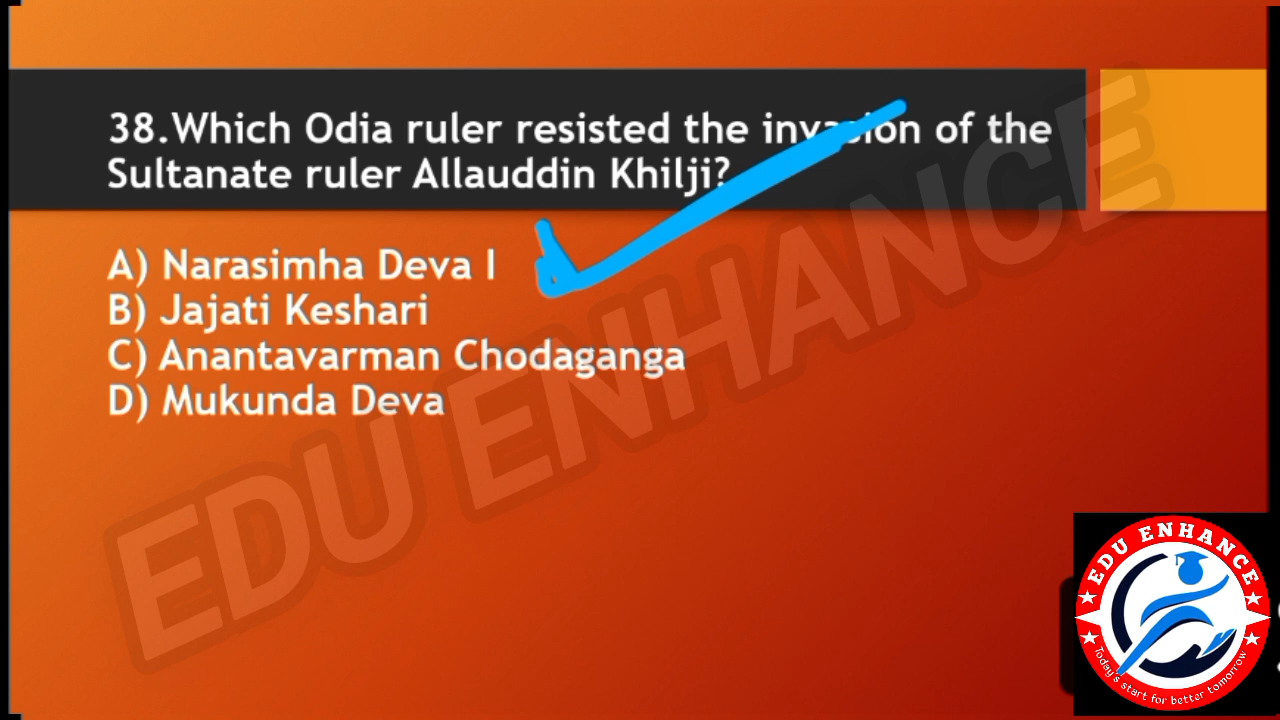 38.Which Odia ruler resisted the invasion of the
Sultanate ruler Allauddin Khilji?
A) Narasimha Deva I
B) Jajati Keshari
C) Anantavarman Chodaganga
D) Mukunda Deva
EDU ENHANCE
EDU ENHANCE
Today's start for better tomorrow